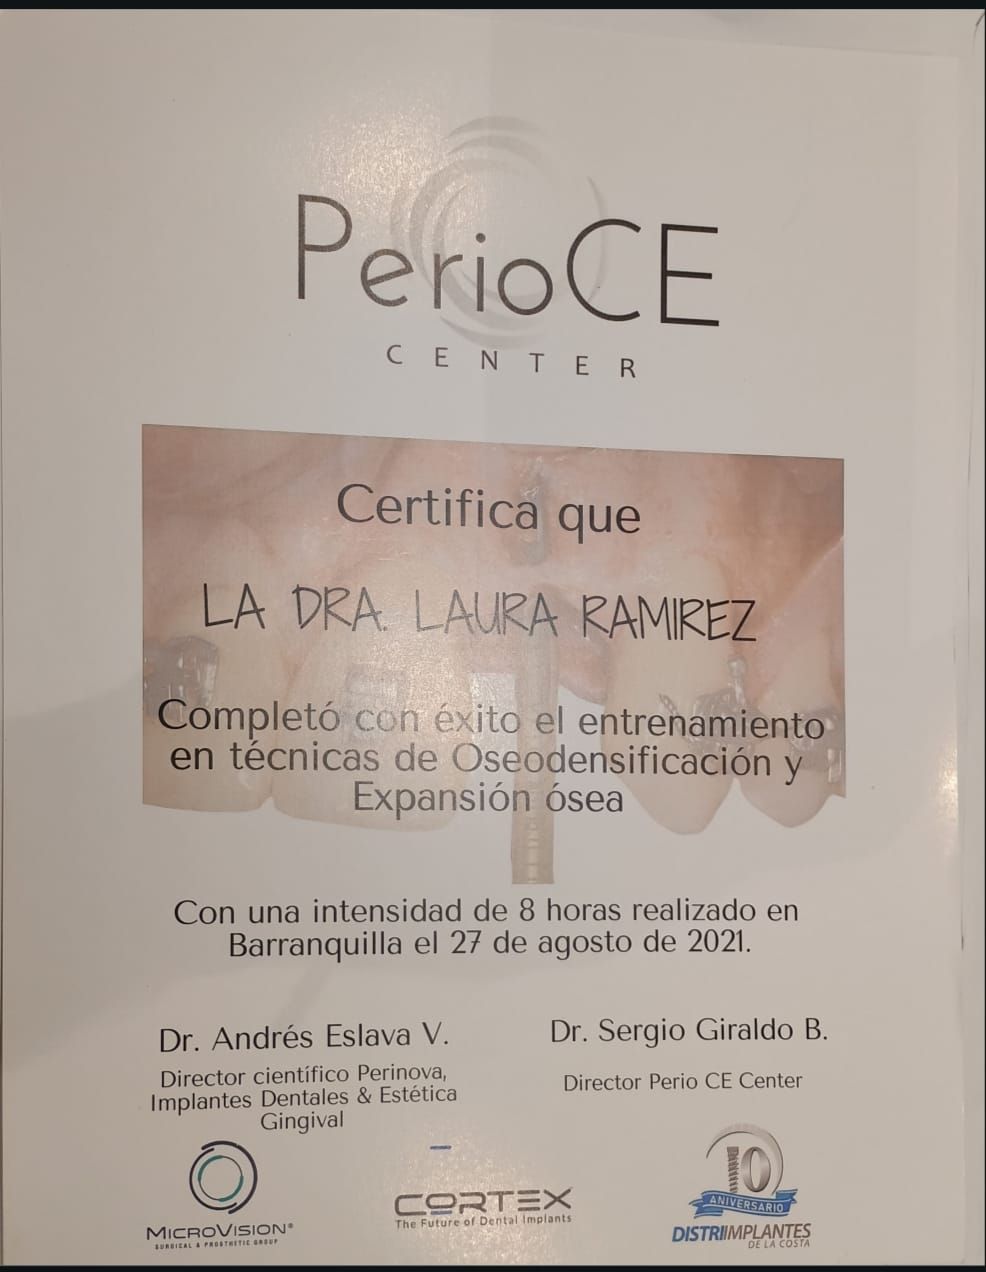 PerioCE
CENTER
Certifica que
LA DRA. LAURA RAMIREZ
Completó con éxito el entrenamiento
en técnicas de Oseodensificación y
Expansión ósea
Con una intensidad de 8 horas realizado en
Barranquilla el 27 de agosto de 2021.
Dr. Andrés Eslava V.
Director científico Perinova,
Implantes Dentales & Estética
Gingival
Dr. Sergio Giraldo B.
Director Perio CE Center
MICROVISION®
SURGICAL & PROSTHETIC GROUP
CORTEX
The Future of Dental Implants
10
ANIVERSARIO
DISTRIIMPLANTES
DE LA COSTA